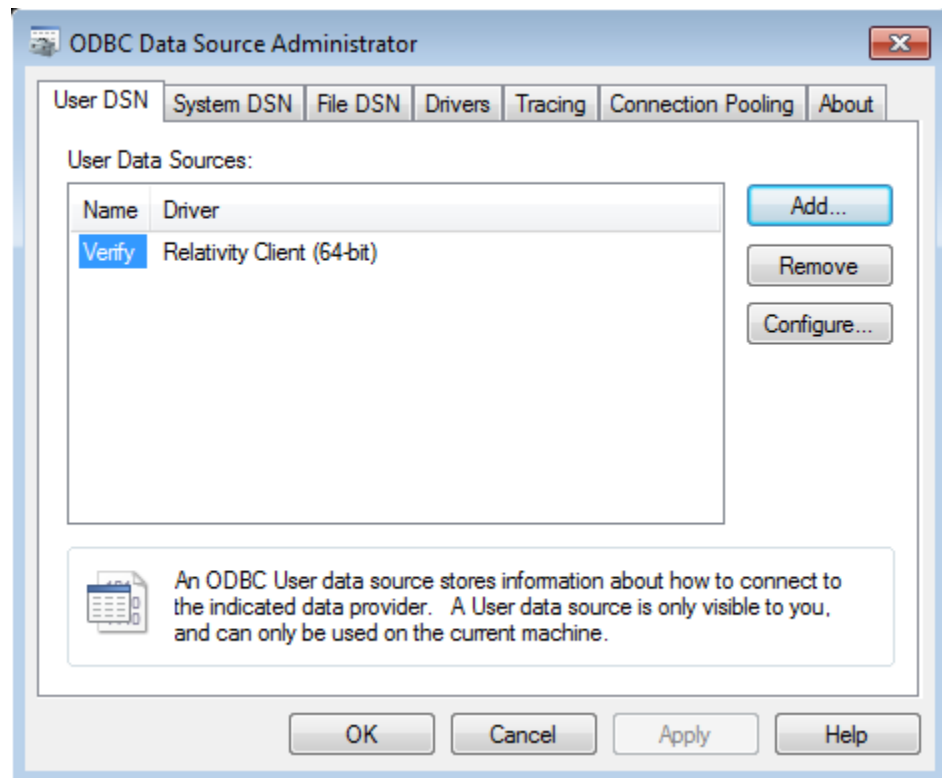 ODBC Data Source Administrator
User DSN System DSN File DSN Drivers Tracing Connection Pooling About
User Data Sources:
Name Driver
Add...
Verify Relativity Client (64-bit)
Remove
Configure...
An ODBC User data source stores information about how to connect to
the indicated data provider. A User data source is only visible to you,
and can only be used on the current machine.
OK Cancel Apply Help